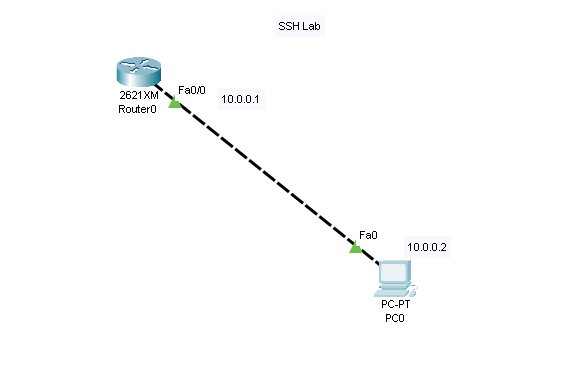 SSH Lab
Fa0/0
10.0.0.1
2621XM
Router0
Fa0
10.0.0.2
PC-PT
PC0